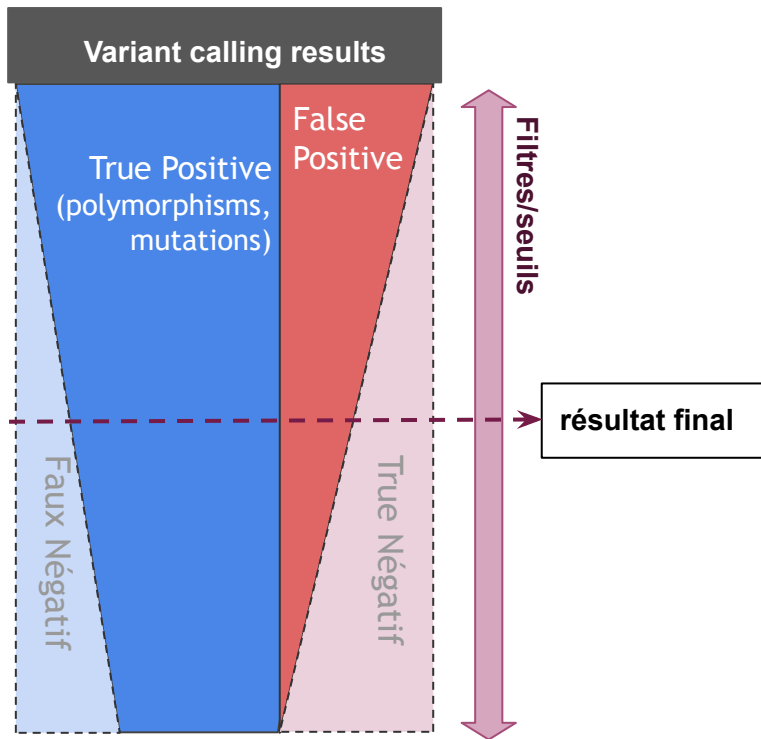 Variant calling results
True Positive
(polymorphisms,
mutations)
False
Positive
Filtres/seuils
résultat final
Faux Négatif
True Négatif